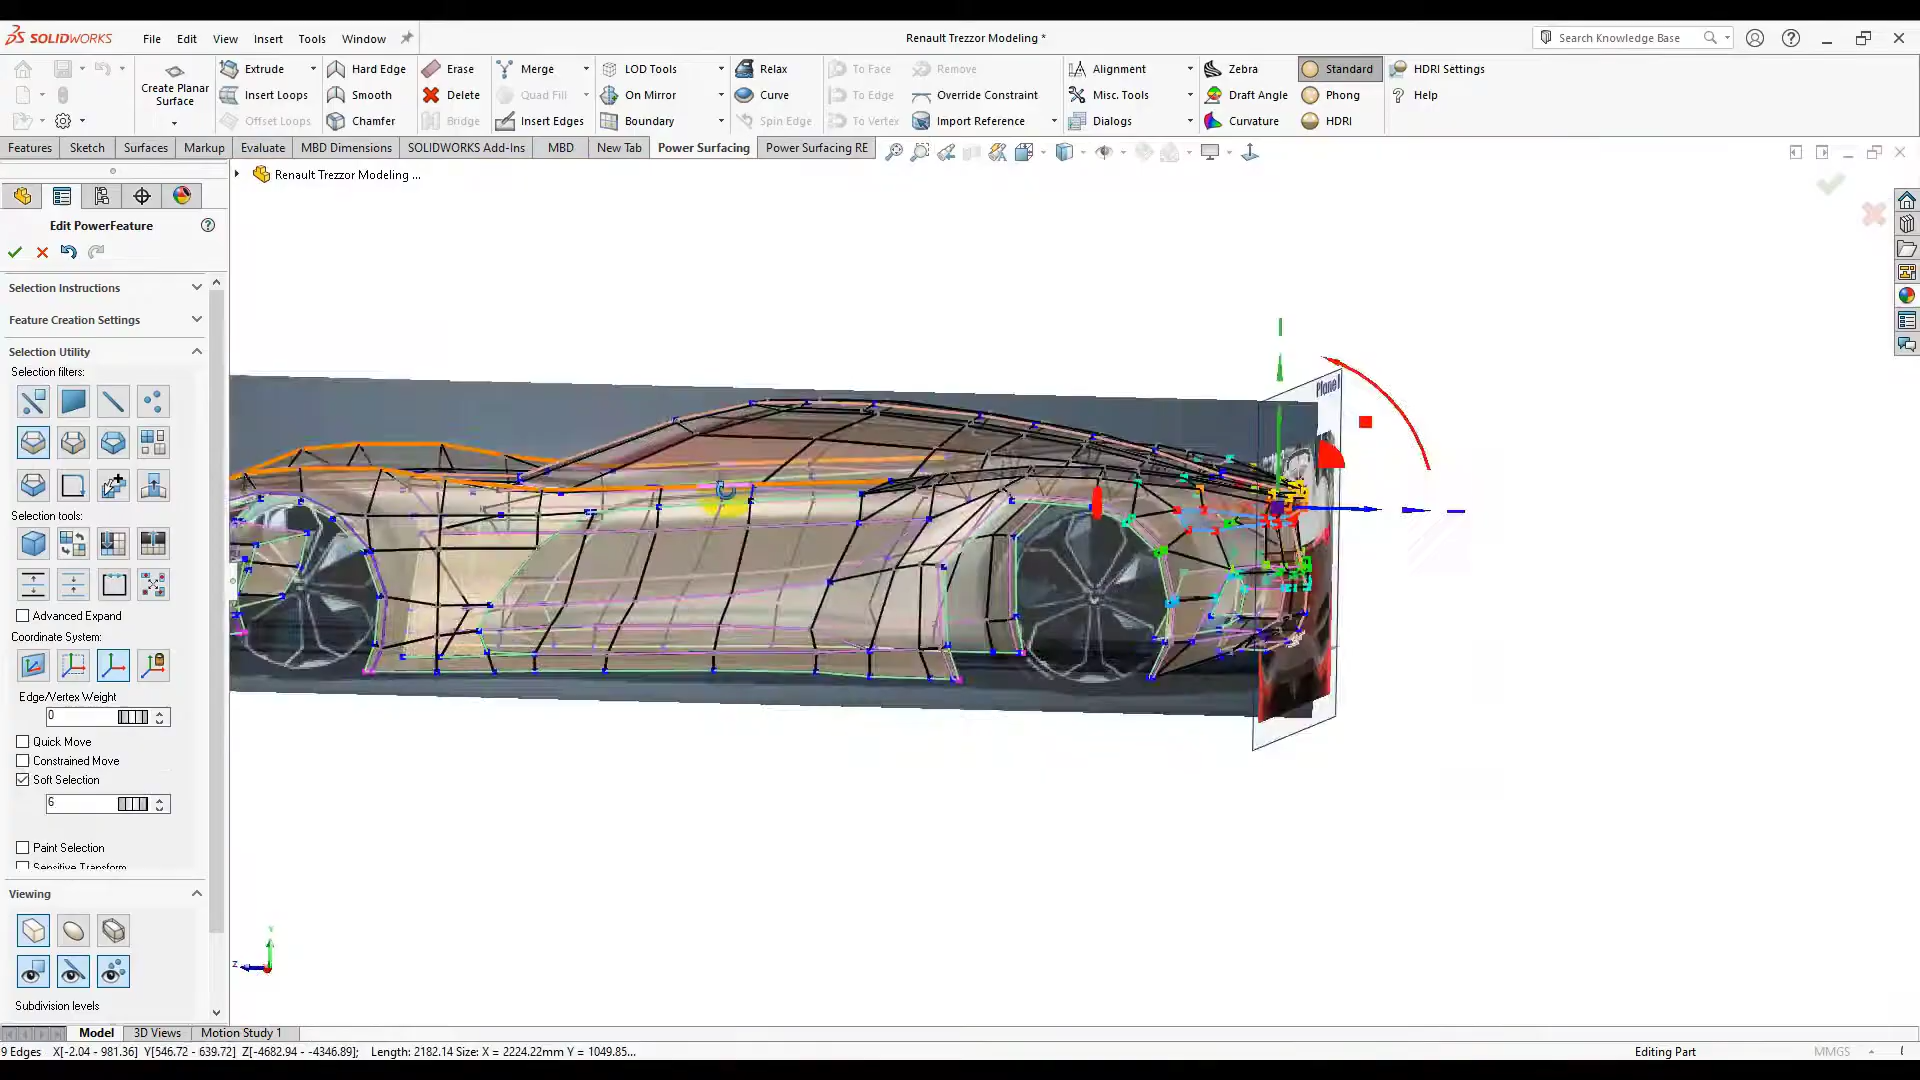 SOLIDWORKS
File Edit View Insert Tools Window
Renault Trezzor Modeling *
Search Knowledge Base
Create Planar Surface
Extrude
Insert Loops
Offset Loops
Hard Edge
Smooth
Chamfer
Erase
Delete
Bridge
Merge
Quad Fill
Insert Edges
LOD Tools
On Mirror
Boundary
Relax
Curve
Spin Edge
To Face
To Edge
To Vertex
Remove
Override Constraint
Import Reference
Alignment
Misc. Tools
Dialogs
Zebra
Draft Angle
Curvature
Standard
Phong
HDRI
HDRI Settings
Help
Features Sketch Surfaces Markup Evaluate MBD Dimensions SOLIDWORKS Add-Ins MBD New Tab Power Surfacing Power Surfacing RE
Renault Trezzor Modeling ...
Edit PowerFeature
Selection Instructions
Feature Creation Settings
Selection Utility
Selection filters:
Selection tools:
Advanced Expand
Coordinate System:
Edge/Vertex Weight
0
Quick Move
Constrained Move
Soft Selection
6
Paint Selection
Sensitive Transform
Viewing
Subdivision levels
Plane1
Y
Z
Model 3D Views Motion Study 1
9 Edges X[-2.04 - 981.36] Y[546.72 - 639.72] Z[-4682.94 - -4346.89]; Length: 2182.14 Size: X = 2224.22mm Y = 1049.85...
Editing Part
MMGS